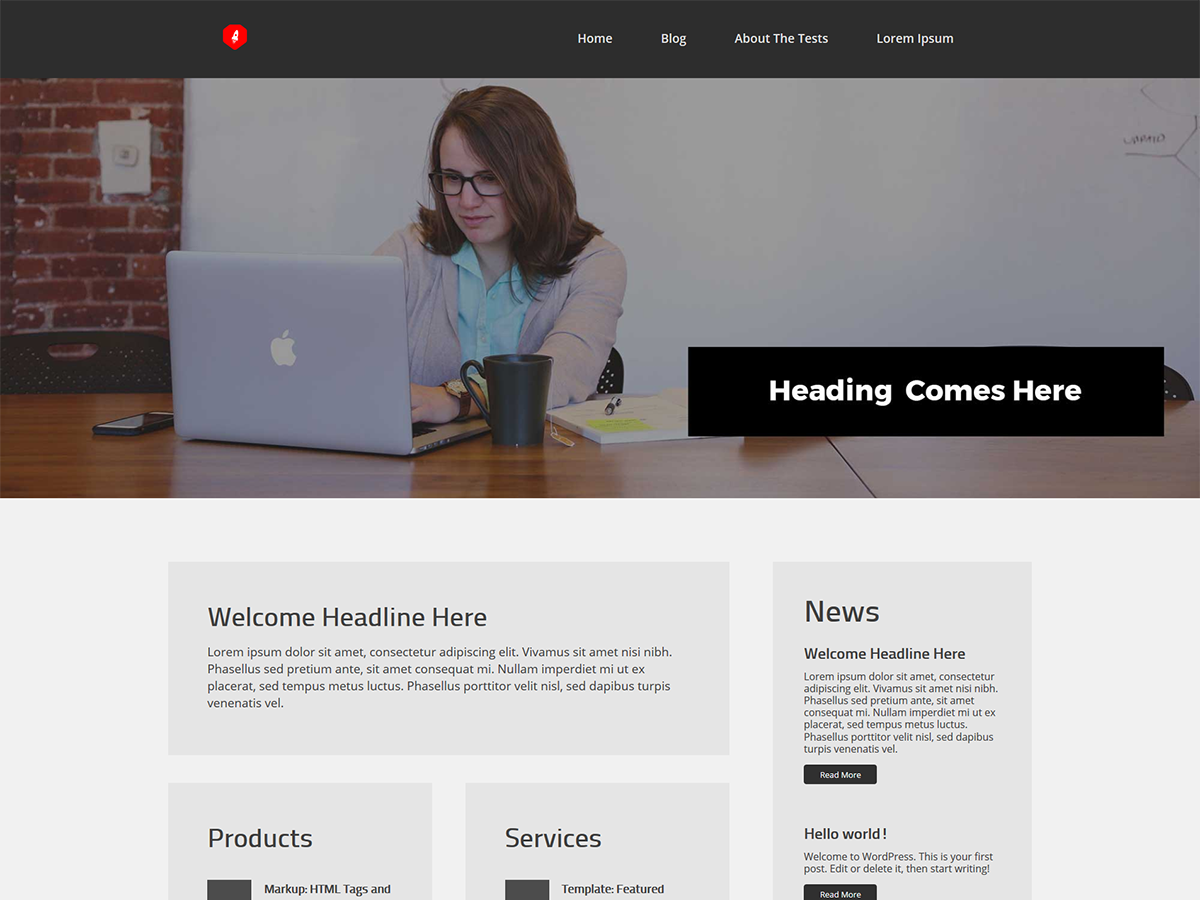 Home Blog About The Tests Lorem Ipsum
Heading Comes Here
Welcome Headline Here
Lorem ipsum dolor sit amet, consectetur adipiscing elit. Vivamus sit amet nisi nibh.
Phasellus sed pretium ante, sit amet consequat mi. Nullam imperdiet mi ut ex
placerat, sed tempus metus luctus. Phasellus porttitor velit nisl, sed dapibus turpis
venenatis vel.
Products
Markup: HTML Tags and
Services
Template: Featured
News
Welcome Headline Here
Lorem ipsum dolor sit amet, consectetur
adipiscing elit. Vivamus sit amet nisi nibh.
Phasellus sed pretium ante, sit amet
consequat mi. Nullam imperdiet mi ut ex
placerat, sed tempus metus luctus.
Phasellus porttitor velit nisl, sed dapibus
turpis venenatis vel.
Read More
Hello world!
Welcome to WordPress. This is your first
post. Edit or delete it, then start writing!
Read More